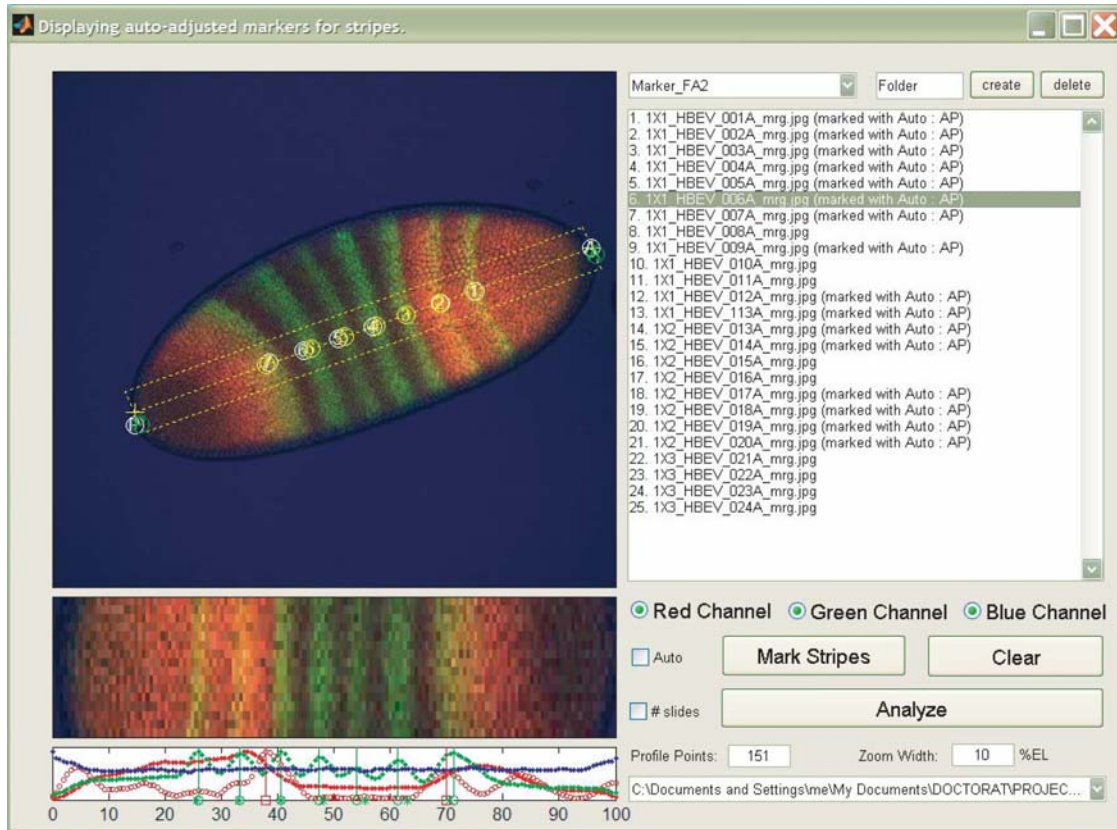 Displaying auto-adjusted markers for stripes.
Marker_FA2
Folder
create
delete
1. 1X1_HBEV_001A_mrg.jpg (marked with Auto : AP)
2. 1X1_HBEV_002A_mrg.jpg (marked with Auto : AP)
3. 1X1_HBEV_003A_mrg.jpg (marked with Auto : AP)
4. 1X1_HBEV_004A_mrg.jpg (marked with Auto : AP)
5. 1X1_HBEV_005A_mrg.jpg (marked with Auto : AP)
6. 1X1_HBEV_006A_mrg.jpg (marked with Auto : AP)
7. 1X1_HBEV_007A_mrg.jpg (marked with Auto : AP)
8. 1X1_HBEV_008A_mrg.jpg
9. 1X1_HBEV_009A_mrg.jpg (marked with Auto : AP)
10. 1X1_HBEV_010A_mrg.jpg
11. 1X1_HBEV_011A_mrg.jpg
12. 1X1_HBEV_012A_mrg.jpg (marked with Auto : AP)
13. 1X1_HBEV_113A_mrg.jpg (marked with Auto : AP)
14. 1X2_HBEV_013A_mrg.jpg (marked with Auto : AP)
15. 1X2_HBEV_014A_mrg.jpg (marked with Auto : AP)
16. 1X2_HBEV_015A_mrg.jpg
17. 1X2_HBEV_016A_mrg.jpg
18. 1X2_HBEV_017A_mrg.jpg (marked with Auto : AP)
19. 1X2_HBEV_018A_mrg.jpg (marked with Auto : AP)
20. 1X2_HBEV_019A_mrg.jpg (marked with Auto : AP)
21. 1X2_HBEV_020A_mrg.jpg (marked with Auto : AP)
22. 1X3_HBEV_021A_mrg.jpg
23. 1X3_HBEV_022A_mrg.jpg
24. 1X3_HBEV_023A_mrg.jpg
25. 1X3_HBEV_024A_mrg.jpg
A
1
2
3
4
5
6
7
P
Red Channel Green Channel Blue Channel
Auto
Mark Stripes
Clear
# slides
Analyze
Profile Points: 151 Zoom Width: 10 %EL
C:\Documents and Settings\me\My Documents\DOCTORAT\PROJEC...
0 10 20 30 40 50 60 70 80 90 100